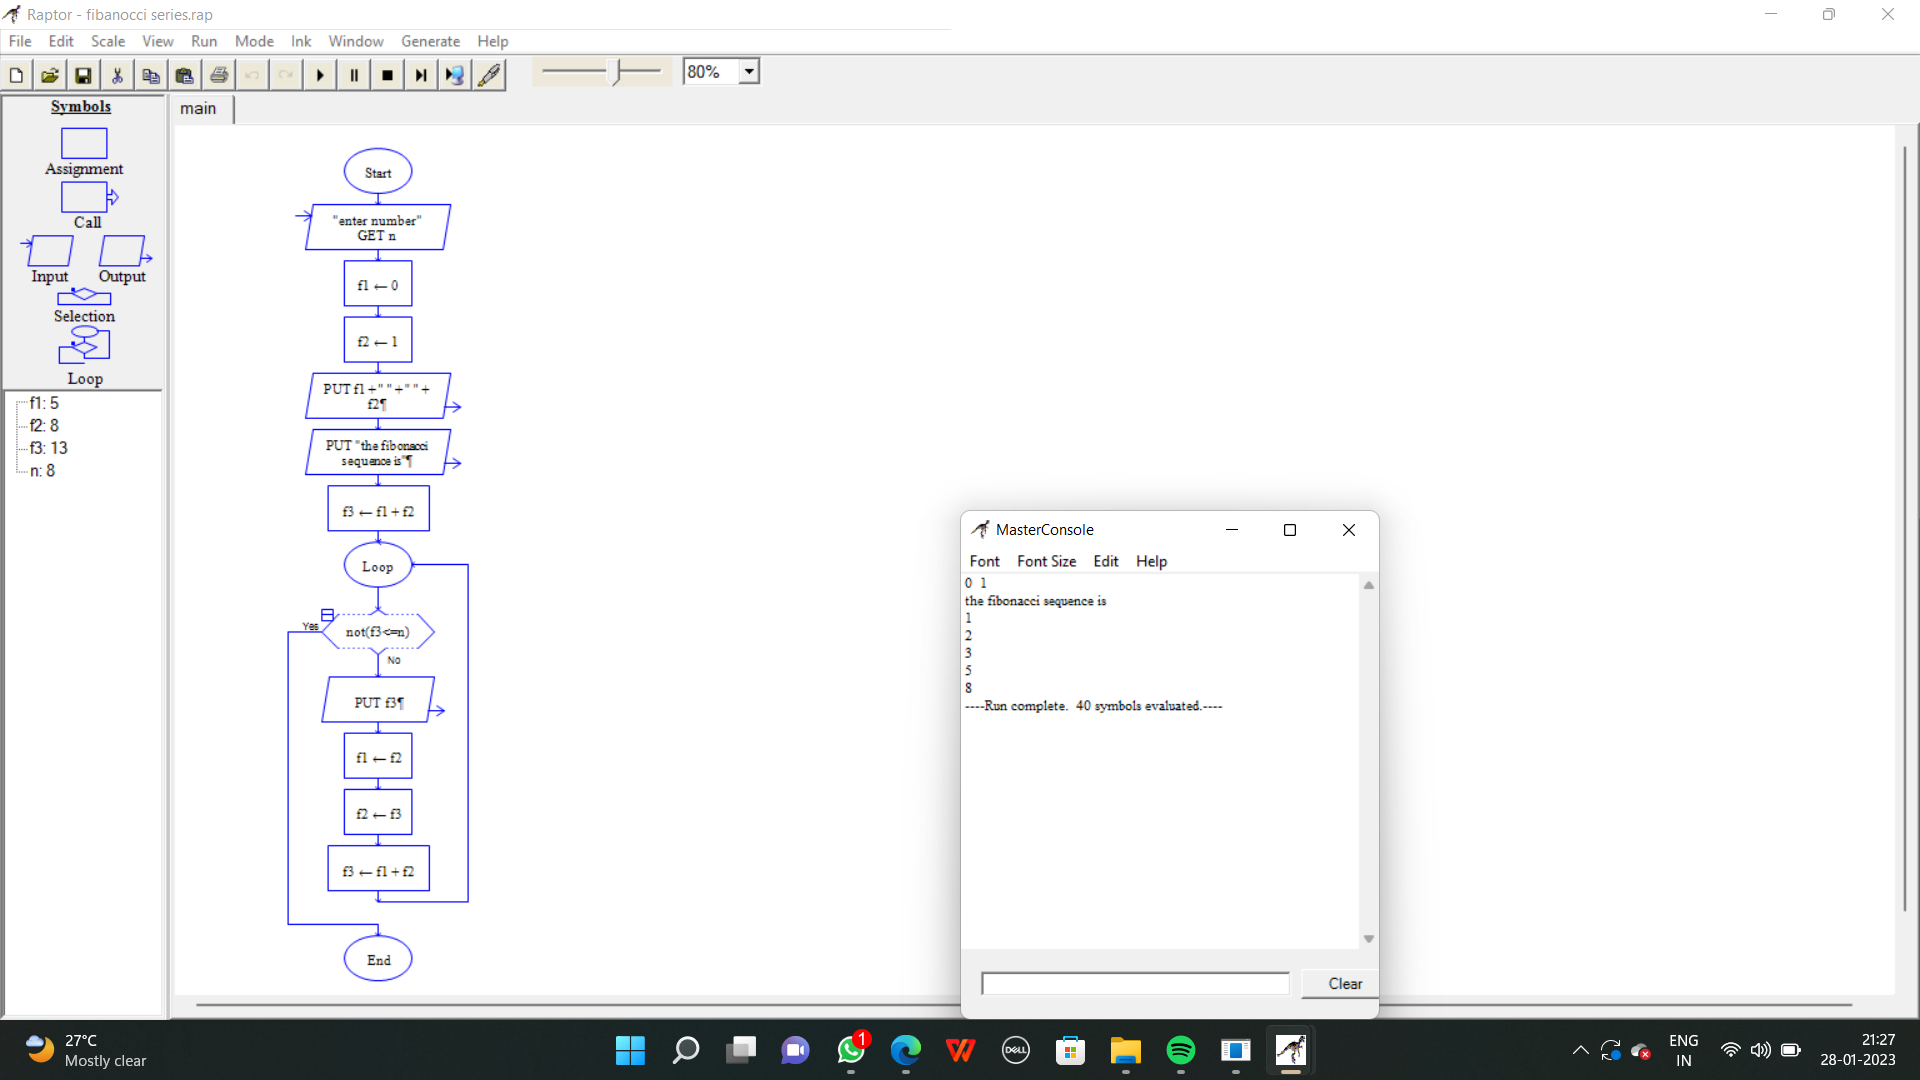 Raptor - fibanocci series.rap
File Edit Scale View Run Mode Ink Window Generate Help
80%
Symbols
Assignment
Call
Input Output
Selection
Loop
f1: 5
f2: 8
f3: 13
n: 8
main
Start
"enter number"
GET n
f1 ← 0
f2 ← 1
PUT f1 +" "+" " +
f2¶
PUT "the fibonacci
sequence is"¶
f3 ← f1 + f2
Loop
Yes
not(f3<=n)
No
PUT f3¶
f1 ← f2
f2 ← f3
f3 ← f1 + f2
End
MasterConsole
Font Font Size Edit Help
0  1
the fibonacci sequence is
1
2
3
5
8
----Run complete.  40 symbols evaluated.----
Clear
27°C
Mostly clear
1
W
DELL
ENG
IN
21:27
28-01-2023